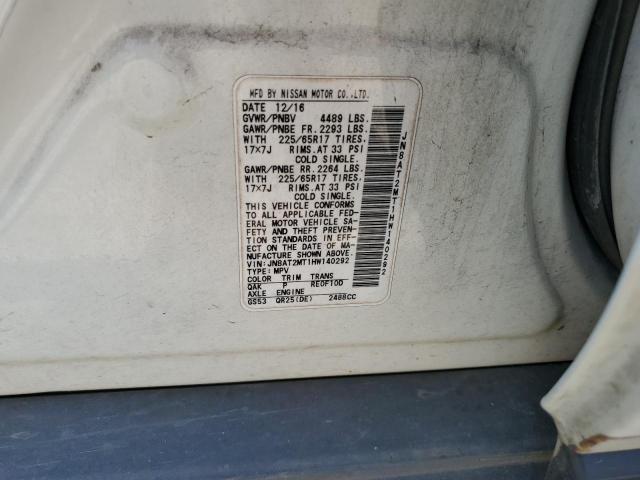 MFD BY NISSAN MOTOR CO.,LTD.
DATE 12/16
GVWR/PNBV 4489 LBS.
GAWR/PNBE FR. 2293 LBS.
WITH 225/65R17 TIRES.
17×7J RIMS. AT 33 PSI
COLD SINGLE.
GAWR/PNBE RR. 2264 LBS.
WITH 225/65R17 TIRES.
17×7J RIMS. AT 33 PSI
COLD SINGLE.
THIS VEHICLE CONFORMS
TO ALL APPLICABLE FED-
ERAL MOTOR VEHICLE SA-
FETY AND THEFT PREVEN-
TION STANDARDS IN EFF-
ECT ON THE DATE OF MA-
NUFACTURE SHOWN ABOVE.
VIN: JN8AT2MT1HW140292
TYPE: MPV
COLOR TRIM TRANS
QAK P RE0F10D
AXLE ENGINE
GS53 QR25(DE) 2488CC
JN8AT2MT1HW140292